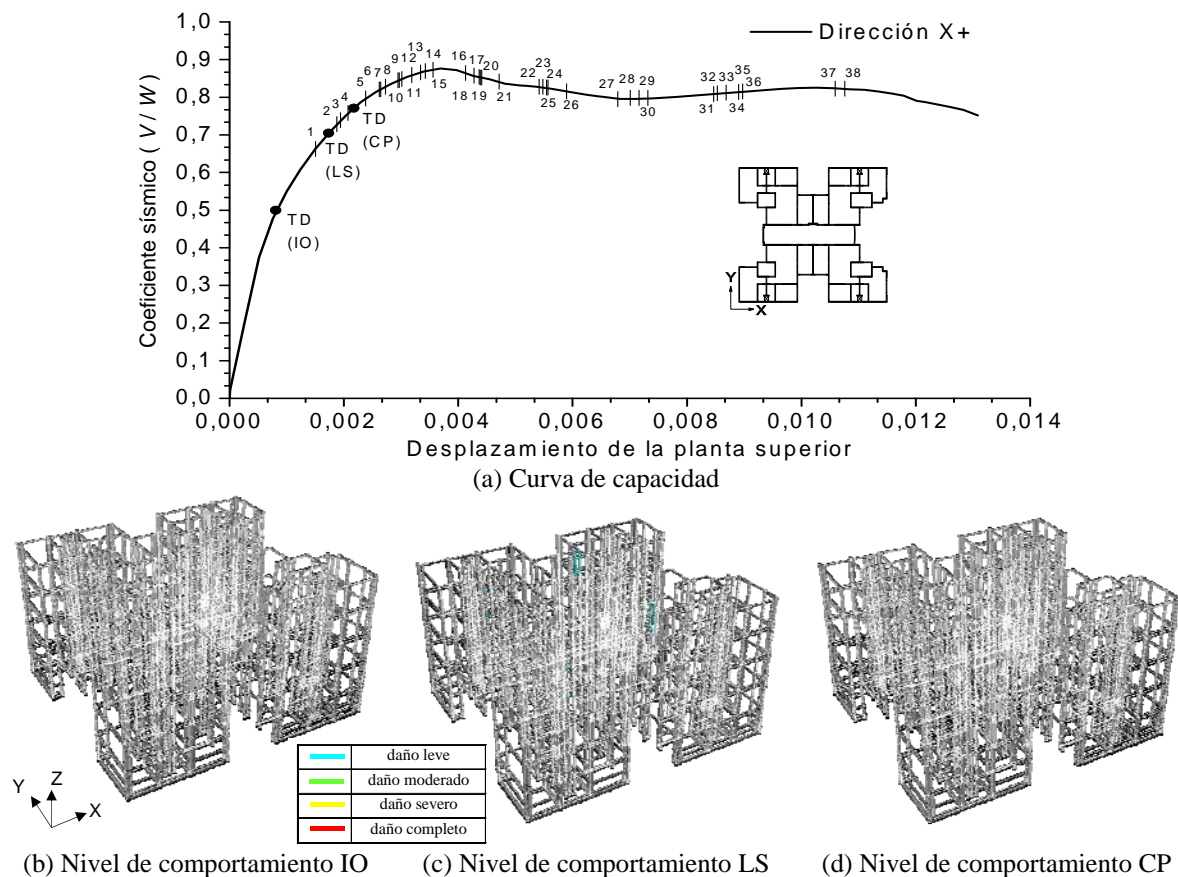 1,0
0,9
0,8
0,7
0,6
0,5
0,4
0,3
0,2
0,1
0,0
Coeficiente sísmico ( V / W )
Dirección X+
1
2
3
4
5
6
7
8
9
10
11
12
13
14
15
16
17
18
19
20
21
22
23
24
25
26
27
28
29
30
31
32
33
34
35
36
37
38
TD
(CP)
TD
(LS)
TD
(IO)
Y
X
0,000
0,002
0,004
0,006
0,008
0,010
0,012
0,014
Desplazamiento de la planta superior
(a) Curva de capacidad
Y
Z
X
daño leve
daño moderado
daño severo
daño completo
(b) Nivel de comportamiento IO
(c) Nivel de comportamiento LS
(d) Nivel de comportamiento CP